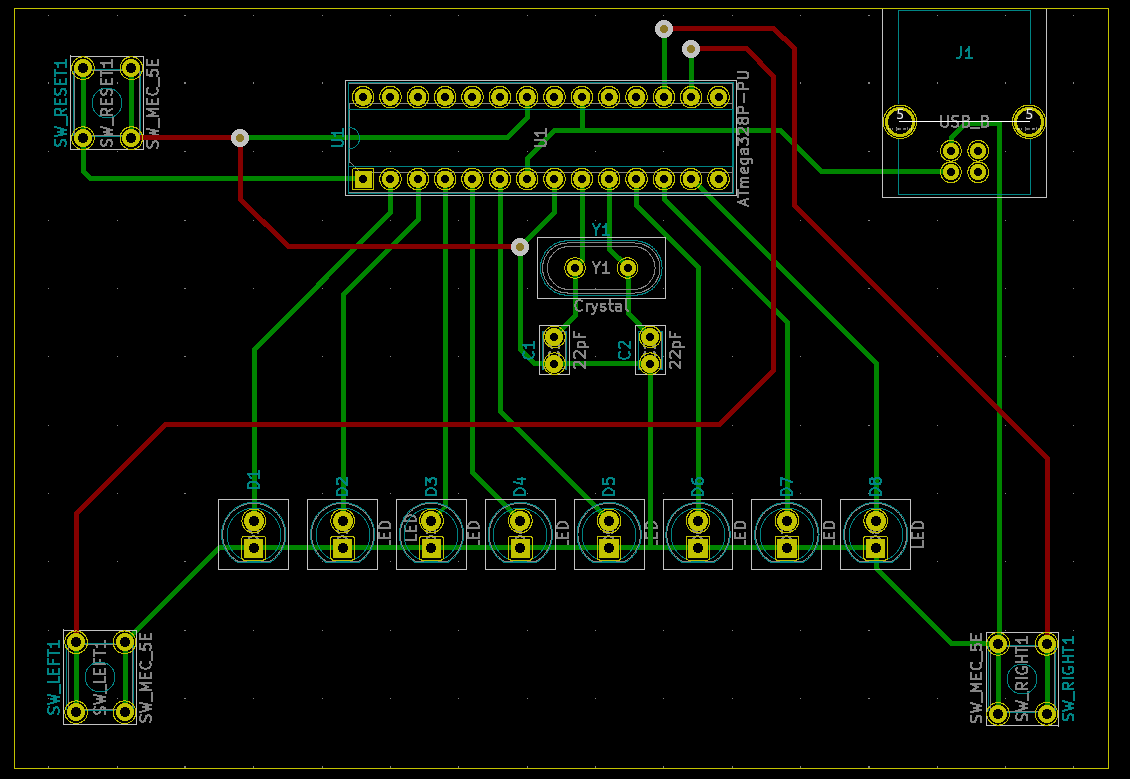 J1
USB_B
5
5
SW_RESET1
SW_RESET1
SW_MEC_5E
U1
U1
ATmega328P-PU
Y1
Y1
Crystal
C1
22pF
C2
22pF
D1
D2
D3
D4
D5
D6
D7
D8
LED
LED
LED
LED
LED
LED
LED
LED
SW_LEFT1
SW_LEFT1
SW_MEC_5E
SW_MEC_5E
SW_RIGHT1
SW_RIGHT1